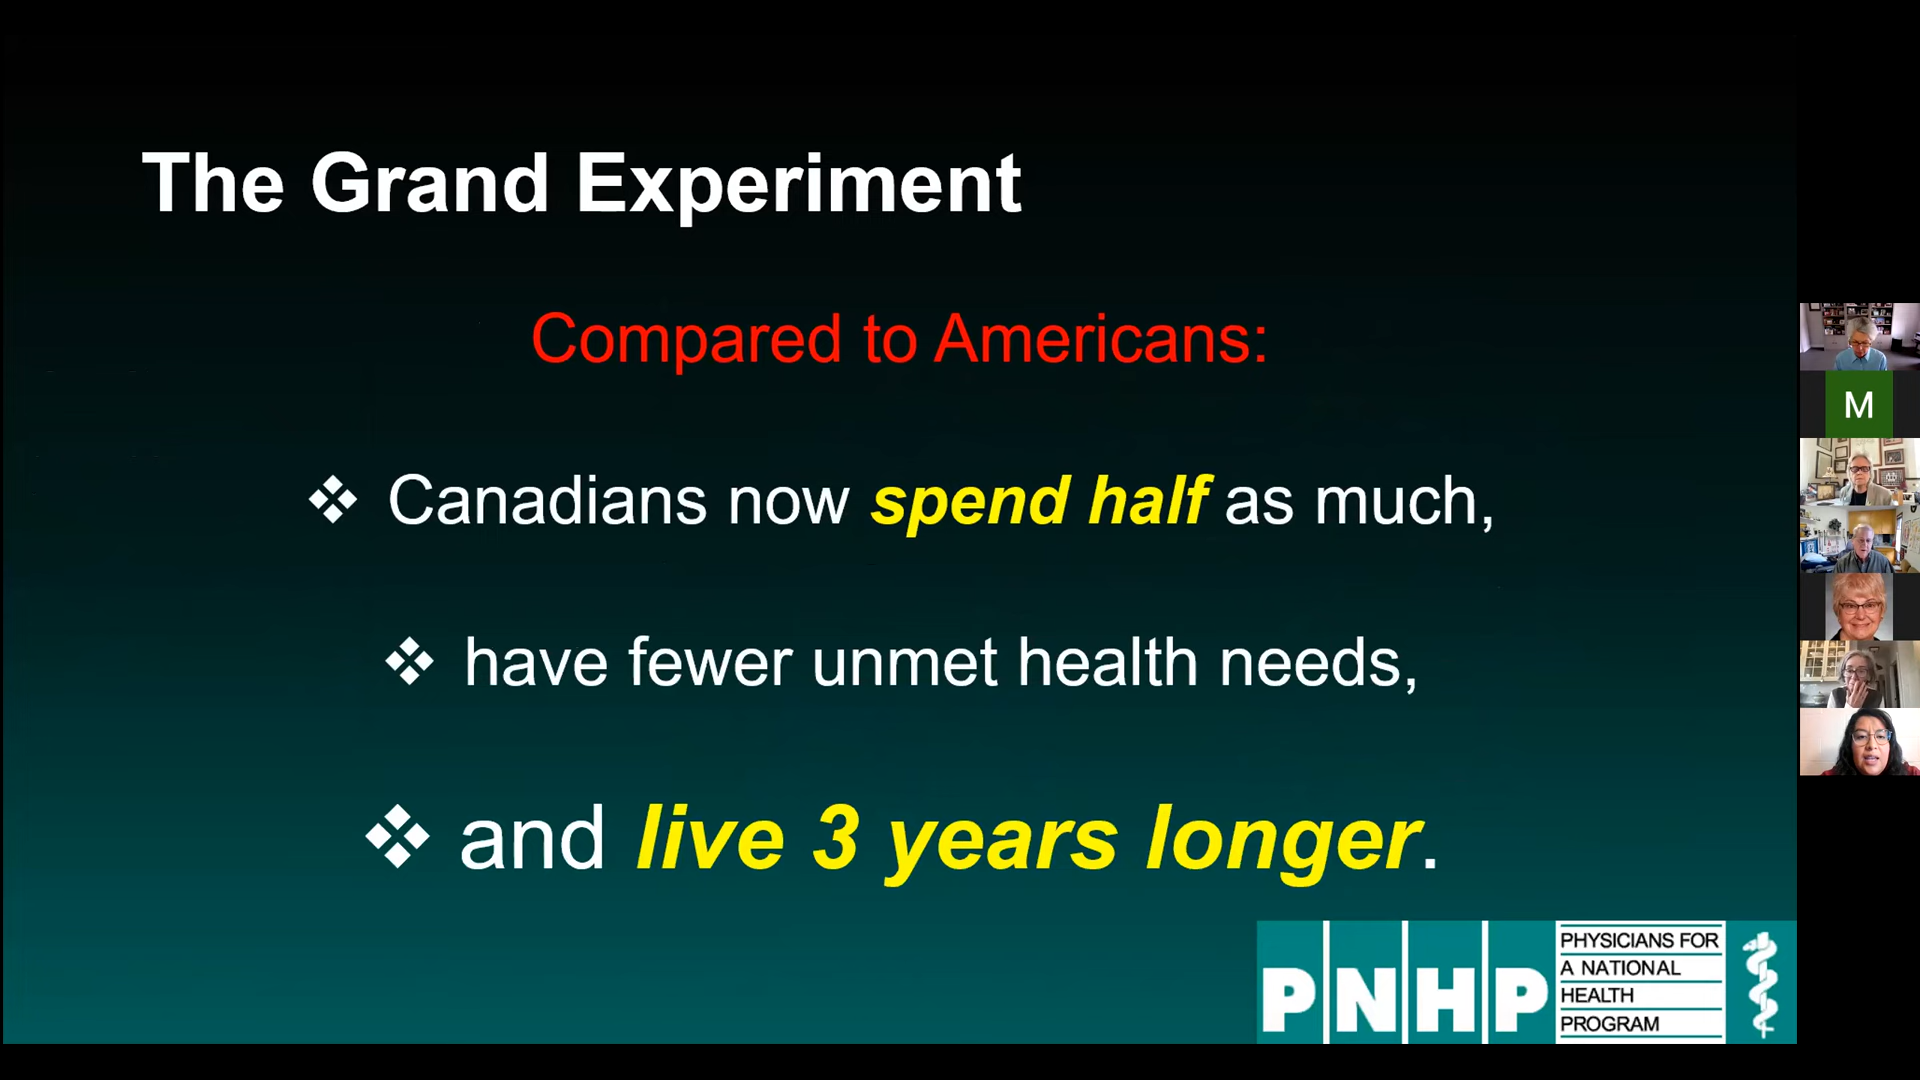 The Grand Experiment
Compared to Americans:
❖ Canadians now spend half as much,
❖ have fewer unmet health needs,
❖ and live 3 years longer.
PNHP
PHYSICIANS FOR
A NATIONAL
HEALTH
PROGRAM
M